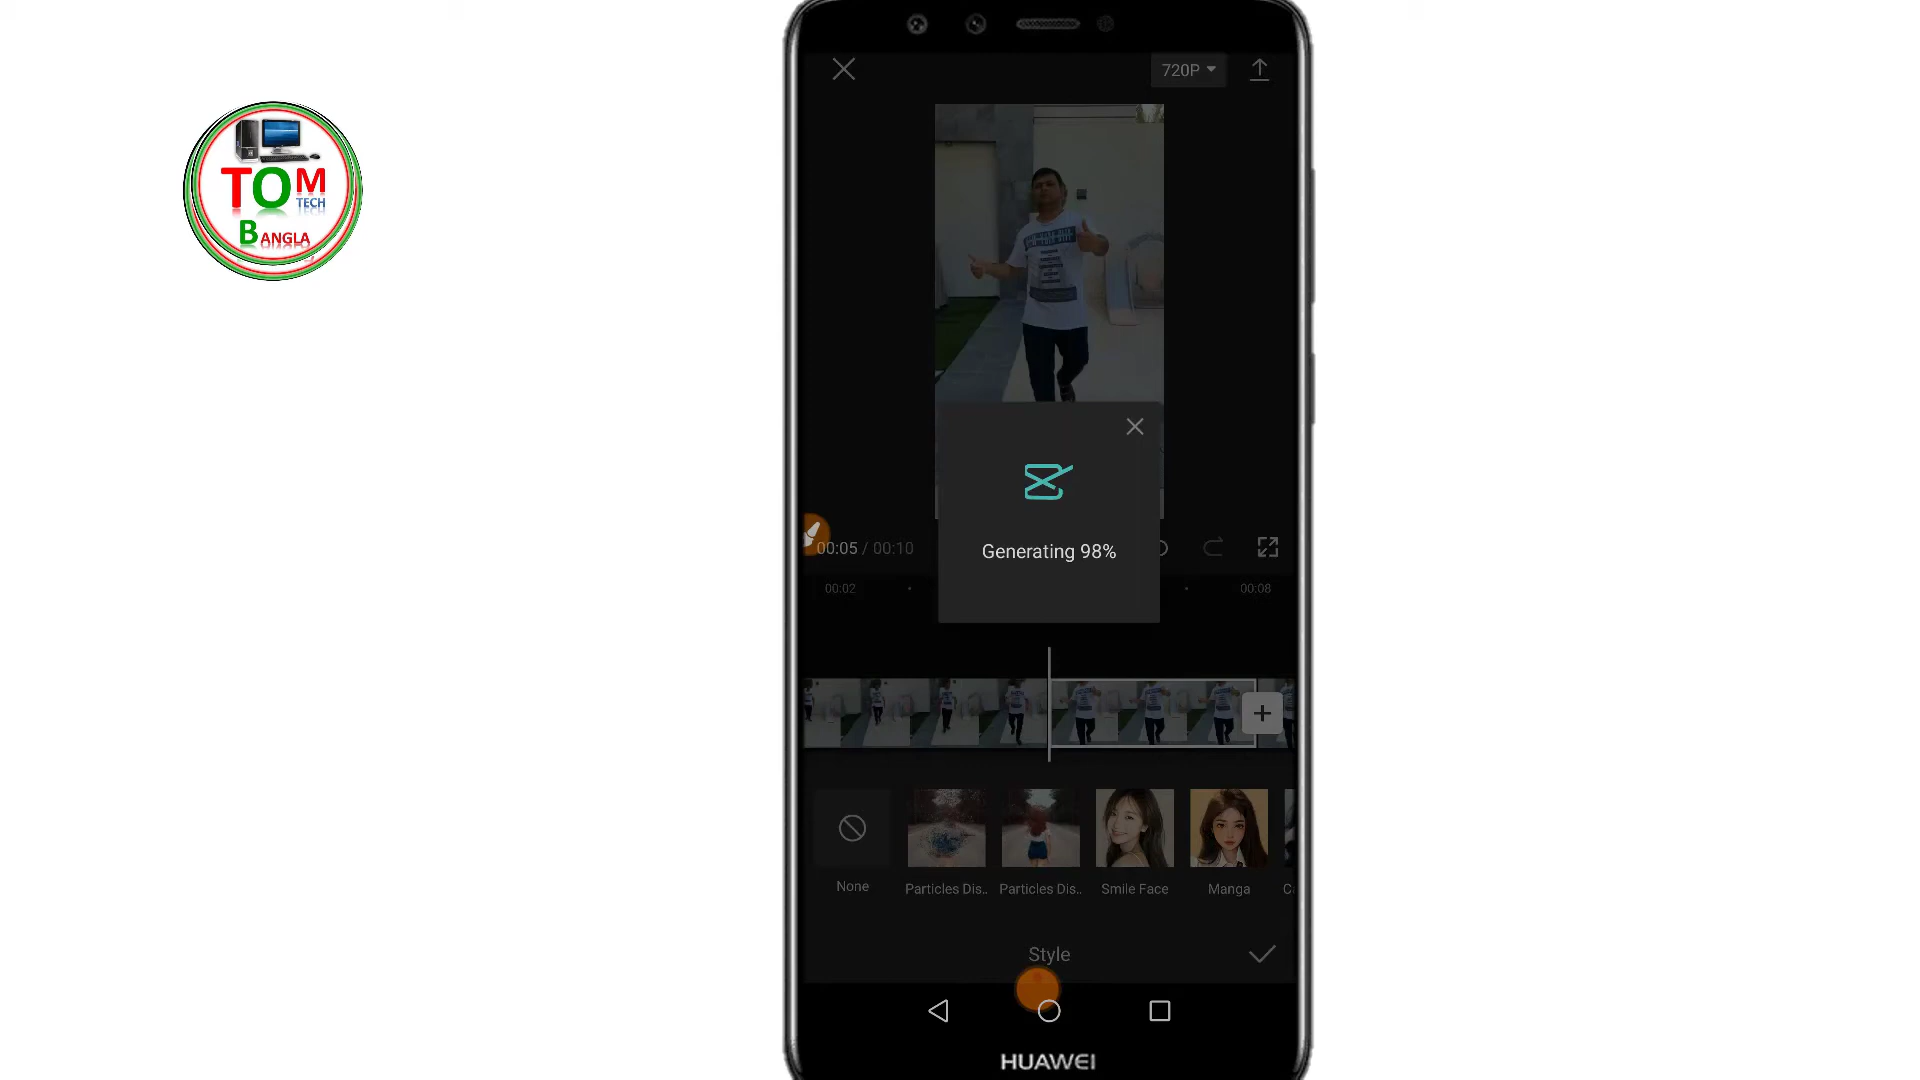 TOM
TECH
BANGLA
720P
Generating 98%
00:05 / 00:10
00:02
00:08
None
Particles Dis..
Particles Dis..
Smile Face
Manga
Style
HUAWEI